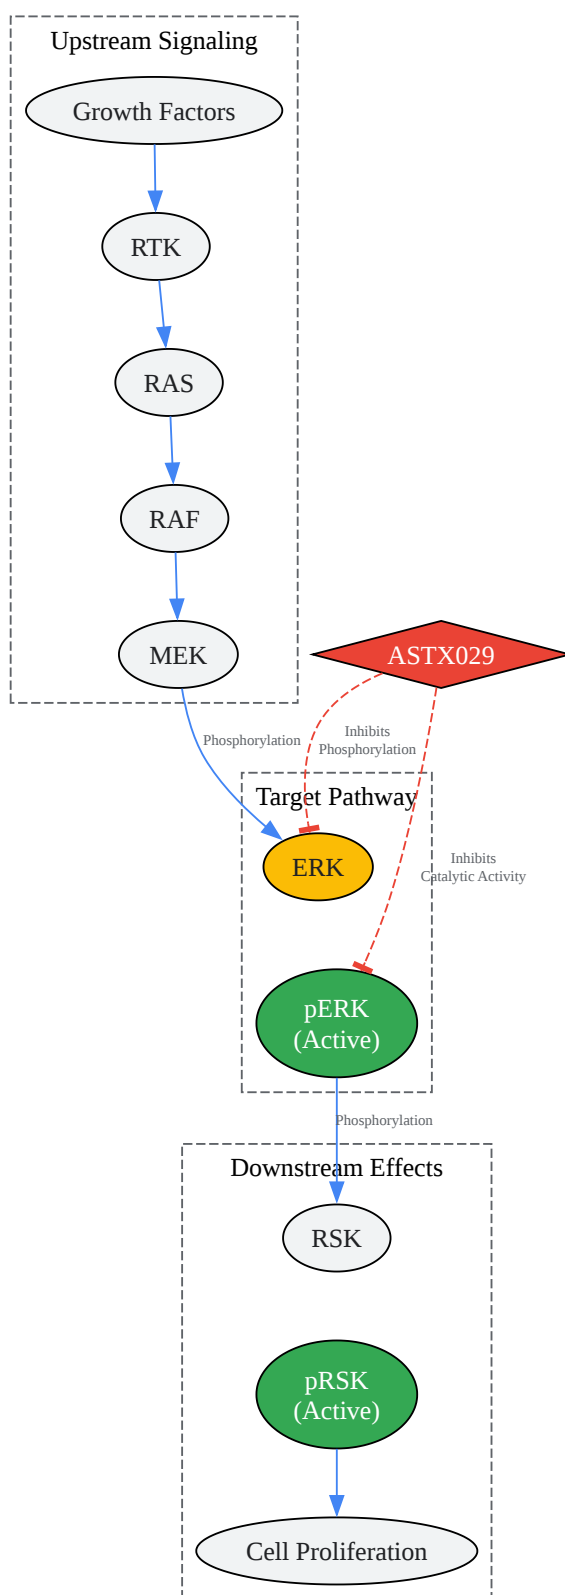 Upstream Signaling
Growth Factors
RTK
RAS
RAF
MEK
ASTX029
Phosphorylation
Inhibits
Phosphorylation
Target Pathway
ERK
Inhibits
Catalytic Activity
pERK
(Active)
Phosphorylation
Downstream Effects
RSK
pRSK
(Active)
Cell Proliferation